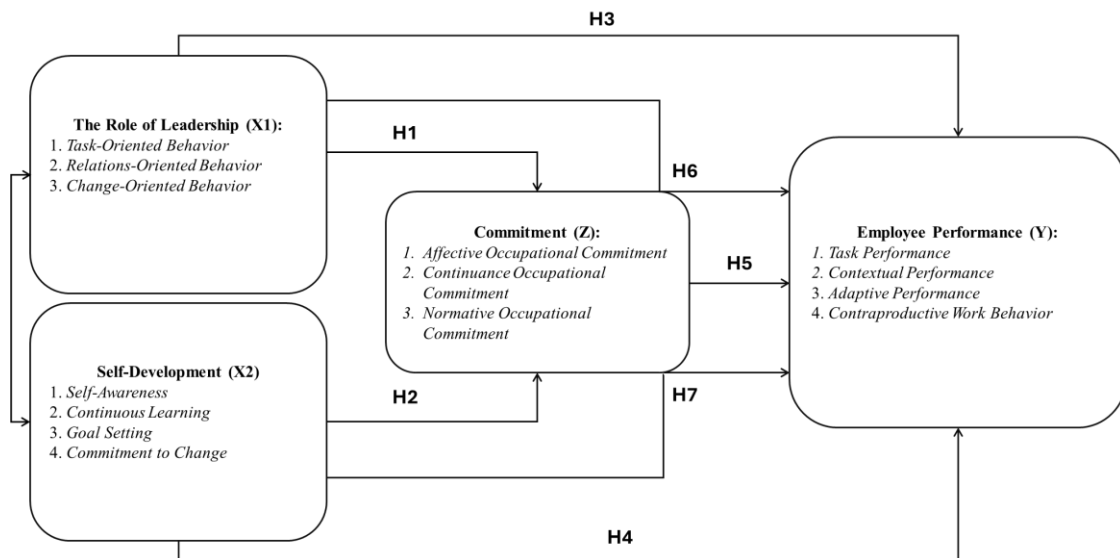 H3
The Role of Leadership (X1):
1. Task-Oriented Behavior
2. Relations-Oriented Behavior
3. Change-Oriented Behavior
H1
H6
Commitment (Z):
1. Affective Occupational Commitment
2. Continuance Occupational
Commitment
3. Normative Occupational
Commitment
H5
Employee Performance (Y):
1. Task Performance
2. Contextual Performance
3. Adaptive Performance
4. Contraproductive Work Behavior
Self-Development (X2)
1. Self-Awareness
2. Continuous Learning
3. Goal Setting
4. Commitment to Change
H2
H7
H4